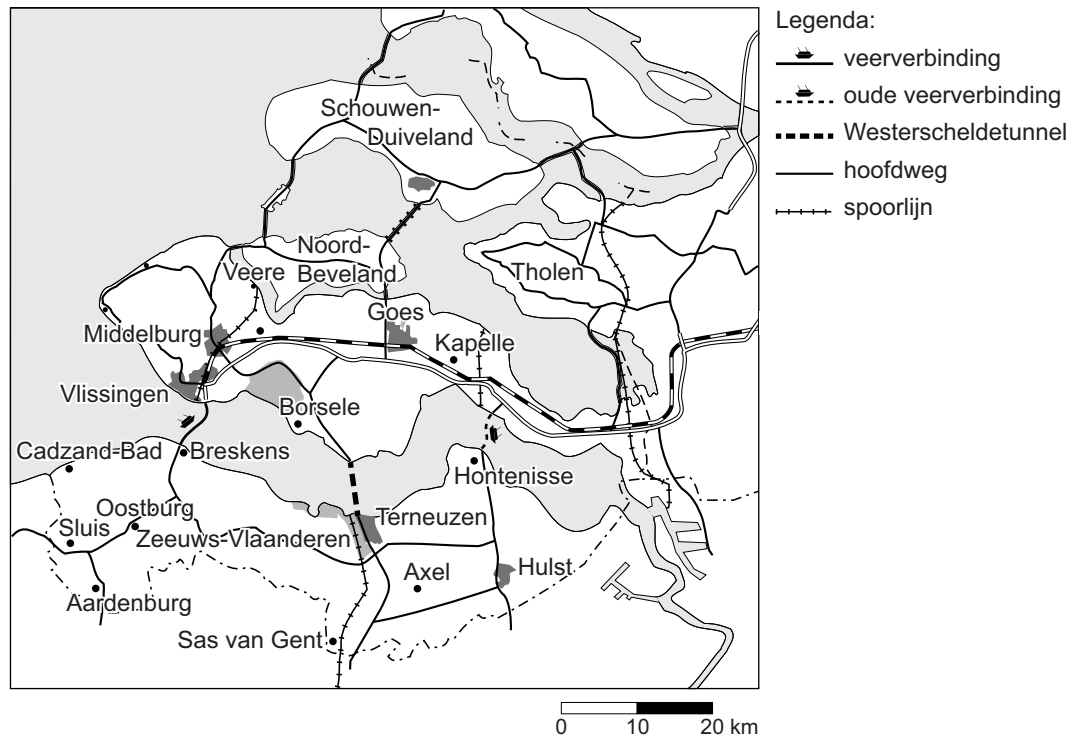 Legenda:
veerverbinding
oude veerverbinding
Westerscheldetunnel
hoofdweg
spoorlijn
Schouwen-
Duiveland
Noord-
Beveland
Veere
Tholen
Goes
Middelburg
Kapelle
Vlissingen
Borsele
Cadzand-Bad
Breskens
Hontenisse
Oostburg
Terneuzen
Sluis
Zeeuws-Vlaanderen
Axel
Hulst
Aardenburg
Sas van Gent
0 10 20 km